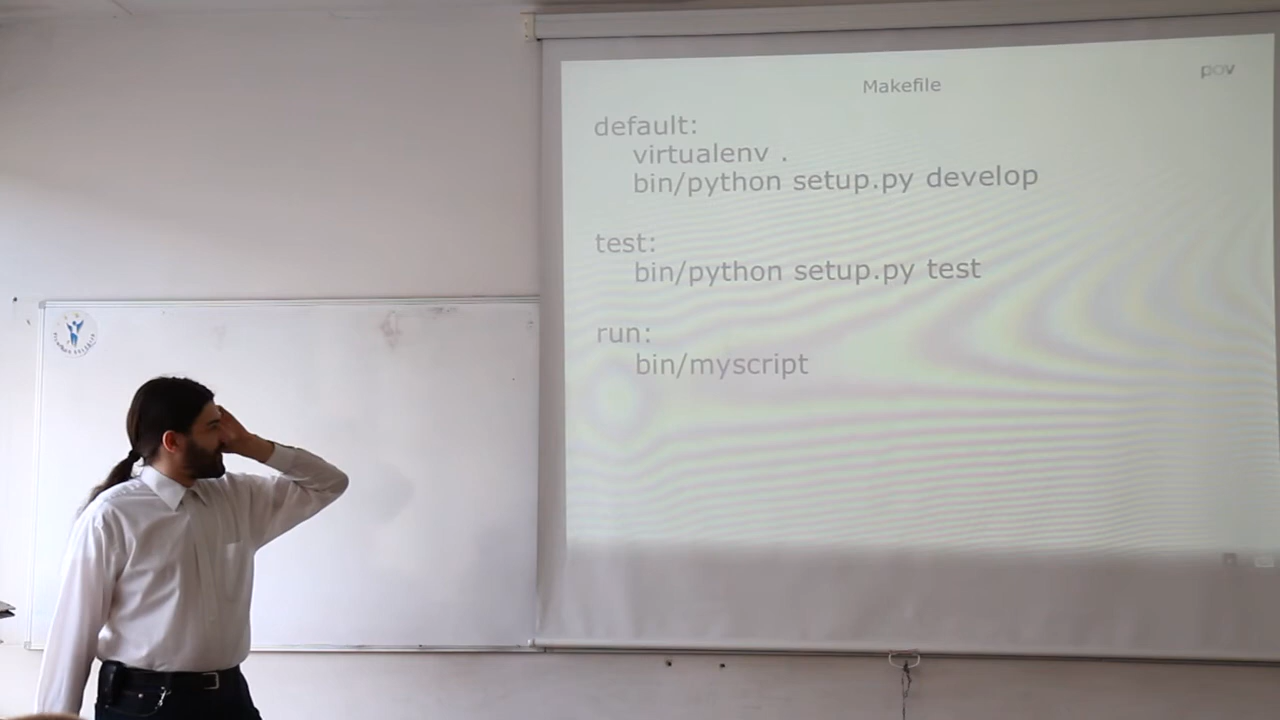 Makefile
pov
default:
virtualenv .
bin/python setup.py develop
test:
bin/python setup.py test
run:
bin/myscript